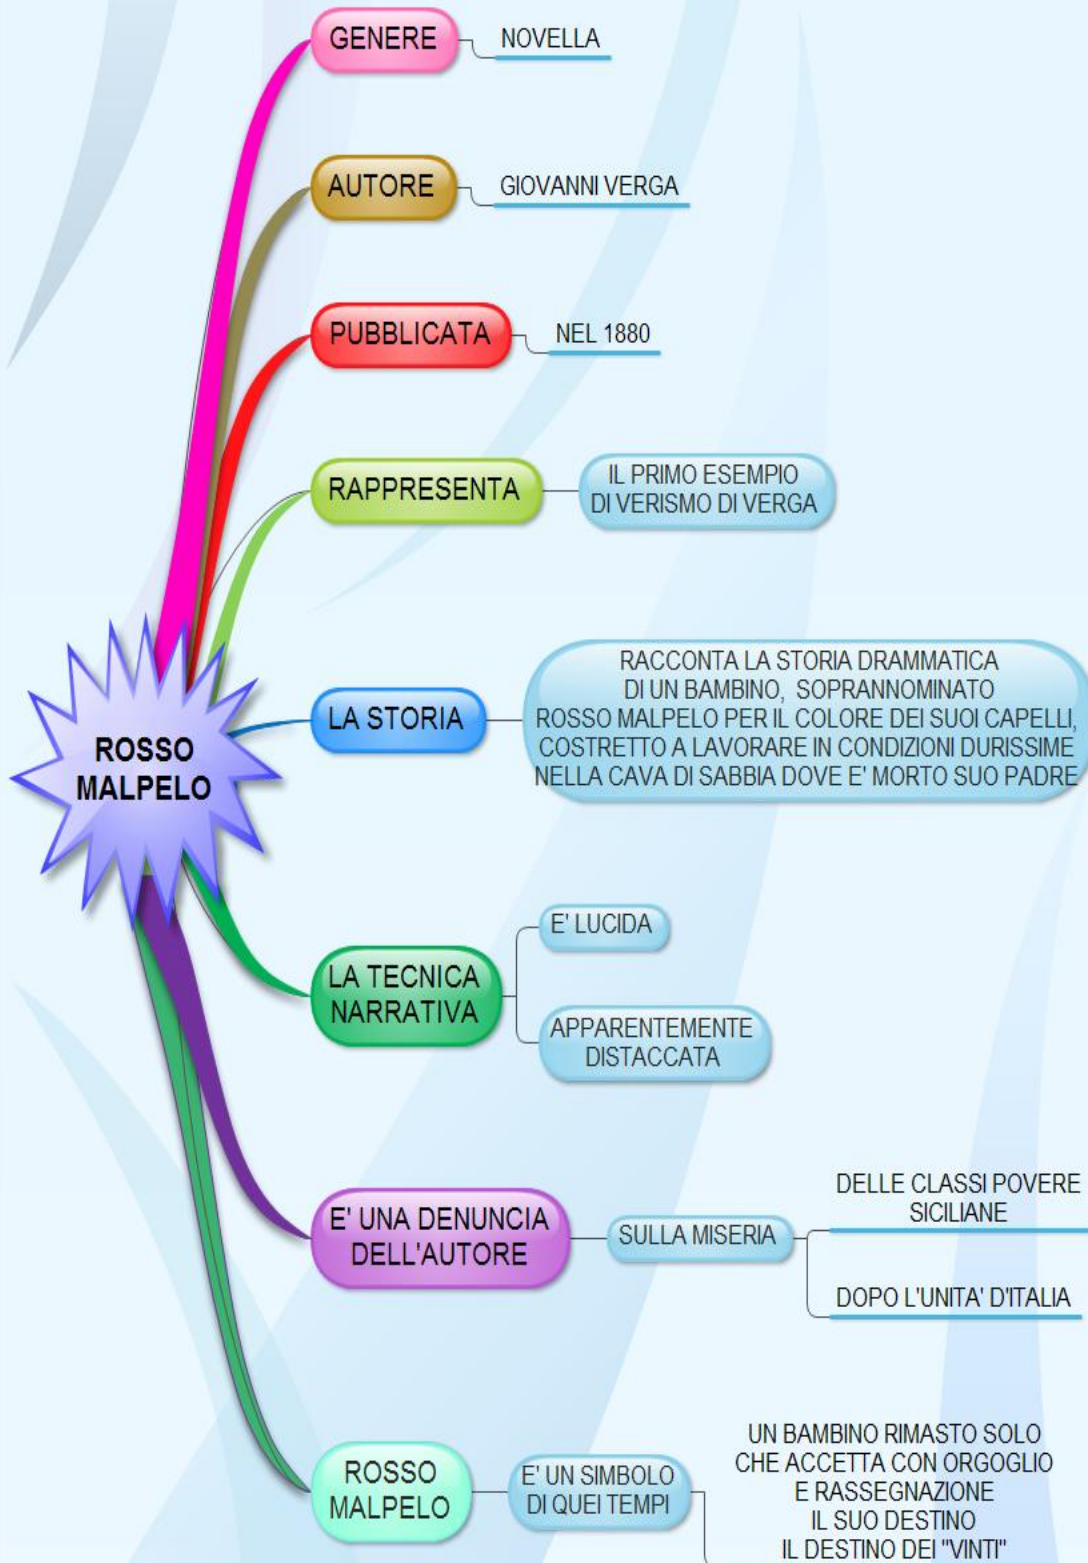 GENERE
NOVELLA
AUTORE
GIOVANNI VERGA
PUBBLICATA
NEL 1880
RAPPRESENTA
IL PRIMO ESEMPIO
DI VERISMO DI VERGA
ROSSO
MALPELO
LA STORIA
RACCONTA LA STORIA DRAMMATICA
DI UN BAMBINO, SOPRANNOMINATO
ROSSO MALPELO PER IL COLORE DEI SUOI CAPELLI,
COSTRETTO A LAVORARE IN CONDIZIONI DURISSIME
NELLA CAVA DI SABBIA DOVE E' MORTO SUO PADRE
LA TECNICA
NARRATIVA
E' LUCIDA
APPARENTEMENTE
DISTACCATA
E' UNA DENUNCIA
DELL'AUTORE
SULLA MISERIA
DELLE CLASSI POVERE
SICILIANE
DOPO L'UNITA' D'ITALIA
ROSSO
MALPELO
E' UN SIMBOLO
DI QUEI TEMPI
UN BAMBINO RIMASTO SOLO
CHE ACCETTA CON ORGOGLIO
E RASSEGNAZIONE
IL SUO DESTINO
IL DESTINO DEI "VINTI"